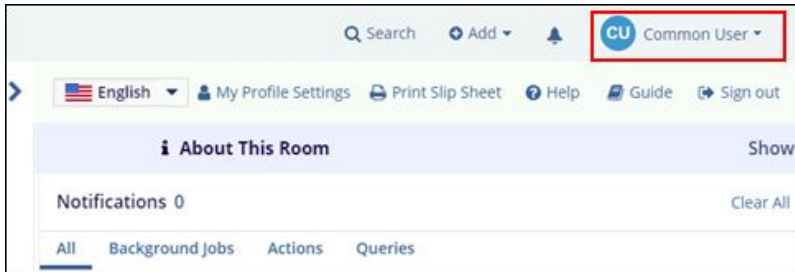 Search Add CU Common User
English My Profile Settings Print Slip Sheet Help Guide Sign out
i About This Room Show
Notifications 0 Clear All
All Background Jobs Actions Queries